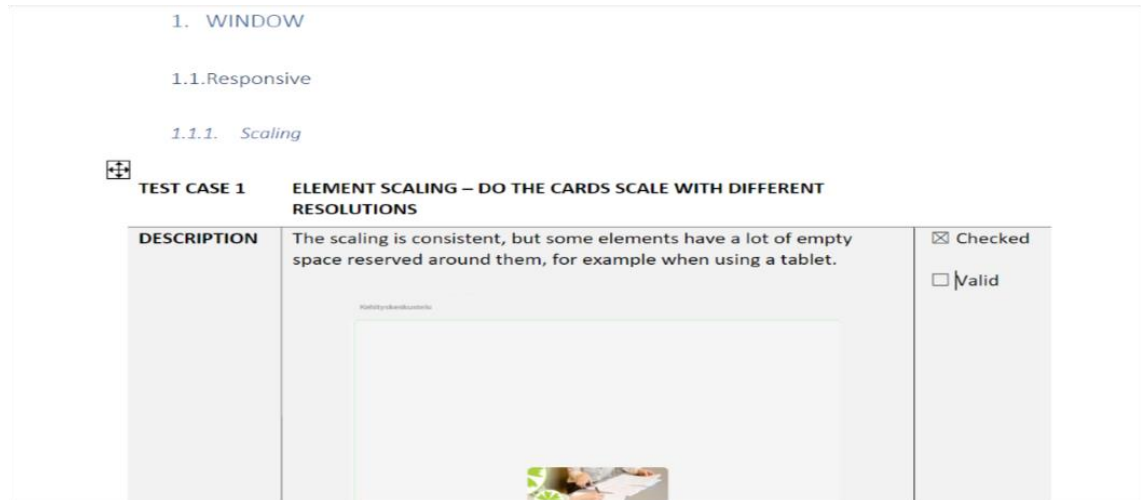 1. WINDOW
1.1.Responsive
1.1.1. Scaling
TEST CASE 1 ELEMENT SCALING – DO THE CARDS SCALE WITH DIFFERENT
RESOLUTIONS
DESCRIPTION The scaling is consistent, but some elements have a lot of empty
space reserved around them, for example when using a tablet.
☒ Checked
☐ Valid
Kehityskeskustelu